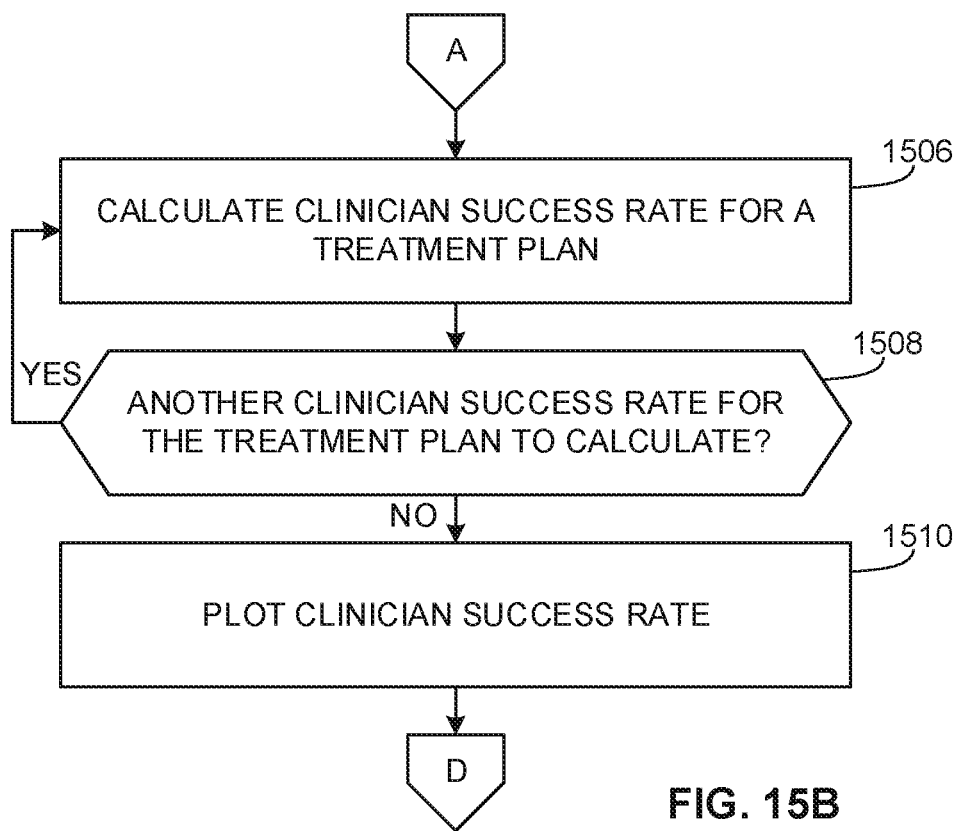 A
1506
CALCULATE CLINICIAN SUCCESS RATE FOR A
TREATMENT PLAN
1508
YES
ANOTHER CLINICIAN SUCCESS RATE FOR
THE TREATMENT PLAN TO CALCULATE?
NO
1510
PLOT CLINICIAN SUCCESS RATE
D
FIG. 15B